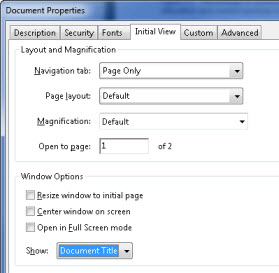 Document Properties
Description Security Fonts Initial View Custom Advanced
Layout and Magnification
Navigation tab: Page Only
Page layout: Default
Magnification: Default
Open to page: 1 of 2
Window Options
Resize window to initial page
Center window on screen
Open in Full Screen mode
Show: Document Title